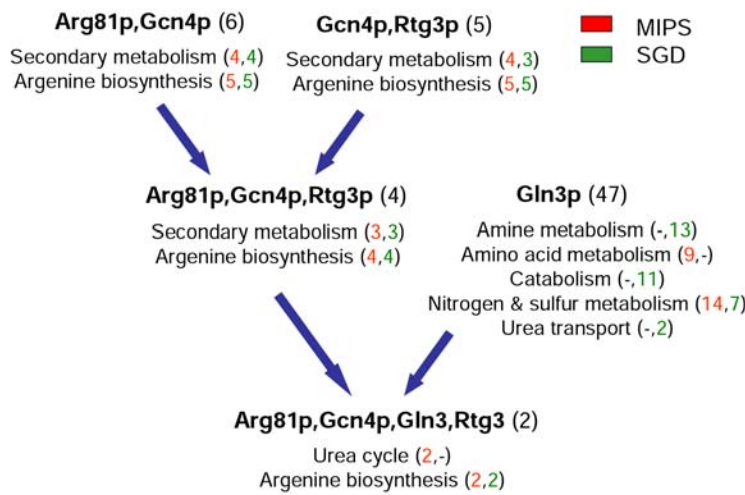 Arg81p,Gcn4p (6)
Secondary metabolism (4,4)
Argenine biosynthesis (5,5)
Gcn4p,Rtg3p (5)
Secondary metabolism (4,3)
Argenine biosynthesis (5,5)
MIPS
SGD
Arg81p,Gcn4p,Rtg3p (4)
Secondary metabolism (3,3)
Argenine biosynthesis (4,4)
Gln3p (47)
Amine metabolism (-,13)
Amino acid metabolism (9,-)
Catabolism (-,11)
Nitrogen & sulfur metabolism (14,7)
Urea transport (-,2)
Arg81p,Gcn4p,Gln3,Rtg3 (2)
Urea cycle (2,-)
Argenine biosynthesis (2,2)